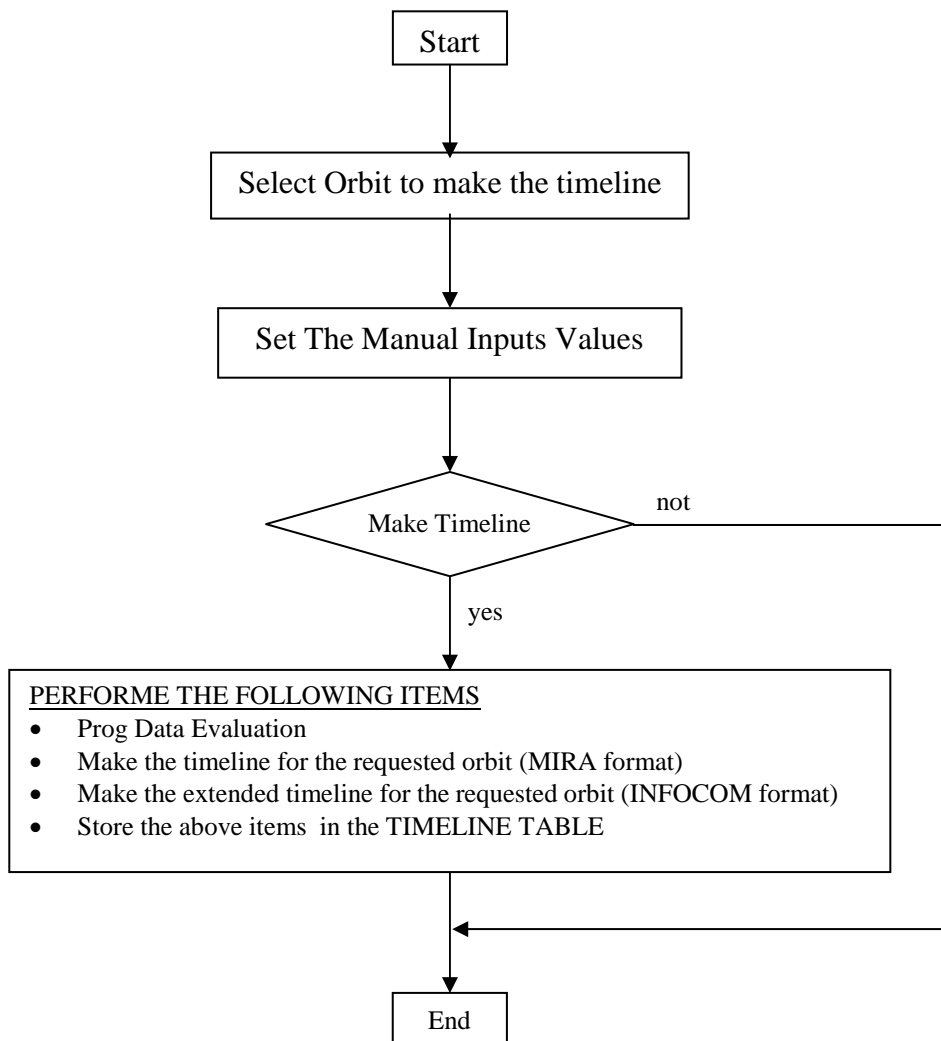 Start
Select Orbit to make the timeline
Set The Manual Inputs Values
Make Timeline
not
yes
PERFORME THE FOLLOWING ITEMS
• Prog Data Evaluation
• Make the timeline for the requested orbit (MIRA format)
• Make the extended timeline for the requested orbit (INFOCOM format)
• Store the above items in the TIMELINE TABLE
End